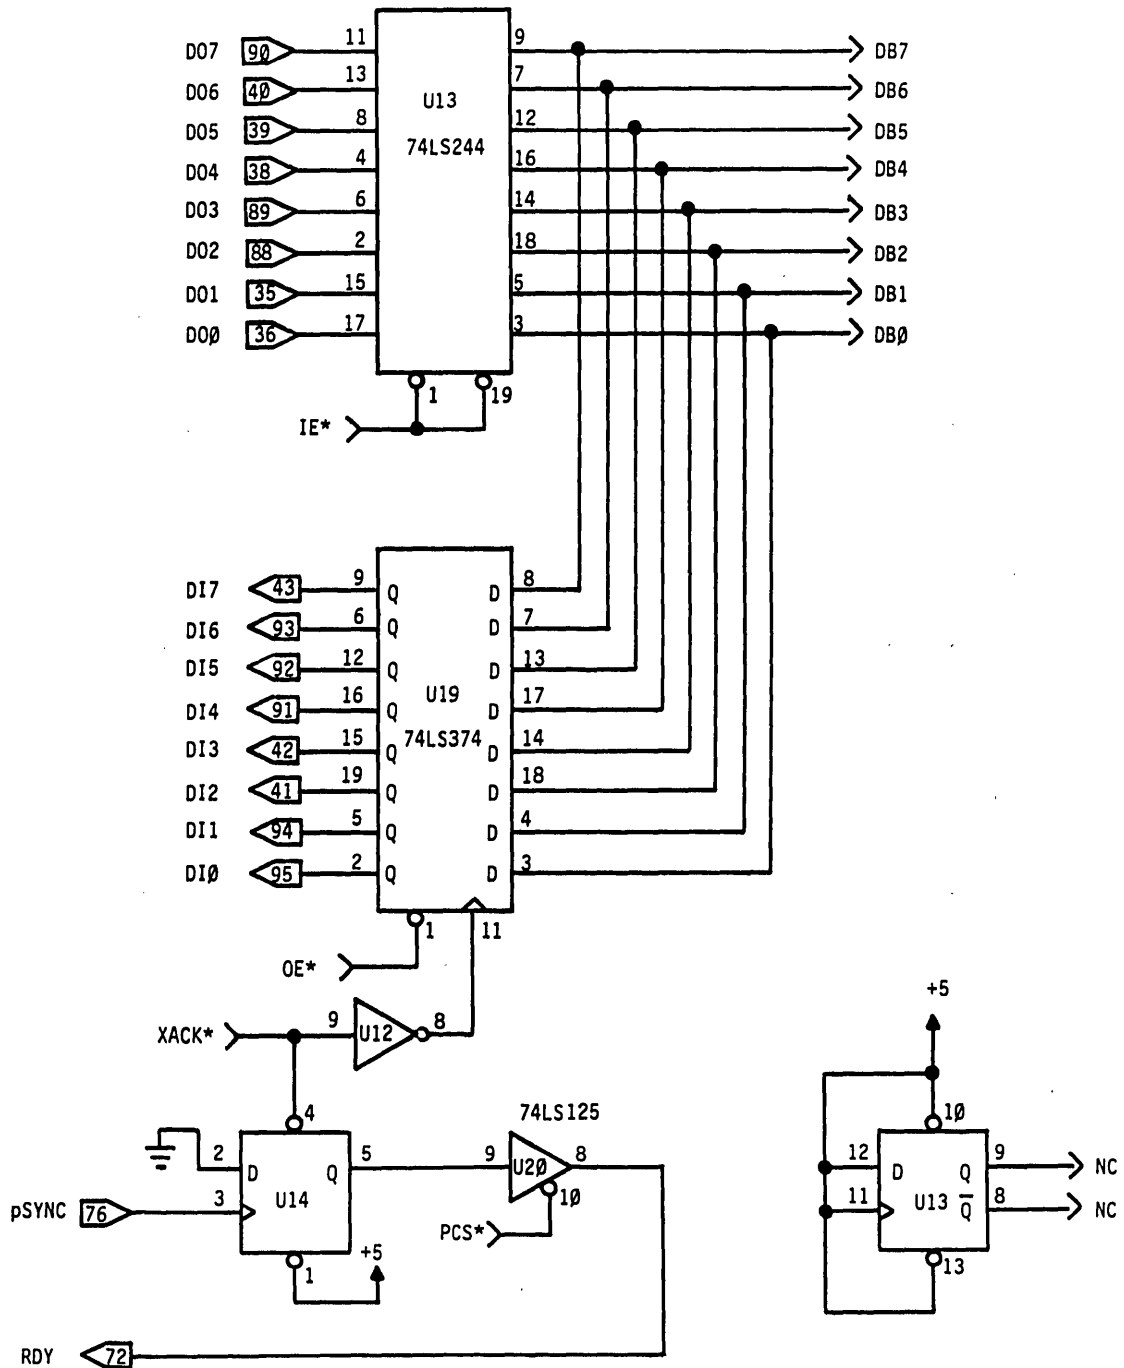 DO7 90 11 9 DB7
DO6 40 13 7 DB6
U13
DO5 39 8 12 DB5
74LS244
DO4 38 4 16 DB4
DO3 89 6 14 DB3
DO2 88 2 18 DB2
DO1 35 15 5 DB1
DOØ 36 17 3 DBØ
1 19
IE*
DI7 43 9 Q D 8
DI6 93 6 Q D 7
DI5 92 12 Q D 13
U19
DI4 91 16 Q D 17
74LS374
DI3 42 15 Q D 14
DI2 41 19 Q D 18
DI1 94 5 Q D 4
DIØ 95 2 Q D 3
1 11
OE*
+5
XACK* 9 U12 8
4 74LS125 1Ø
2 D Q 5 9 U2Ø 8 12 D Q 9 NC
pSYNC 76 3 U14 1Ø 11 U13 Q̅ 8 NC
PCS*
1 +5 13
RDY 72